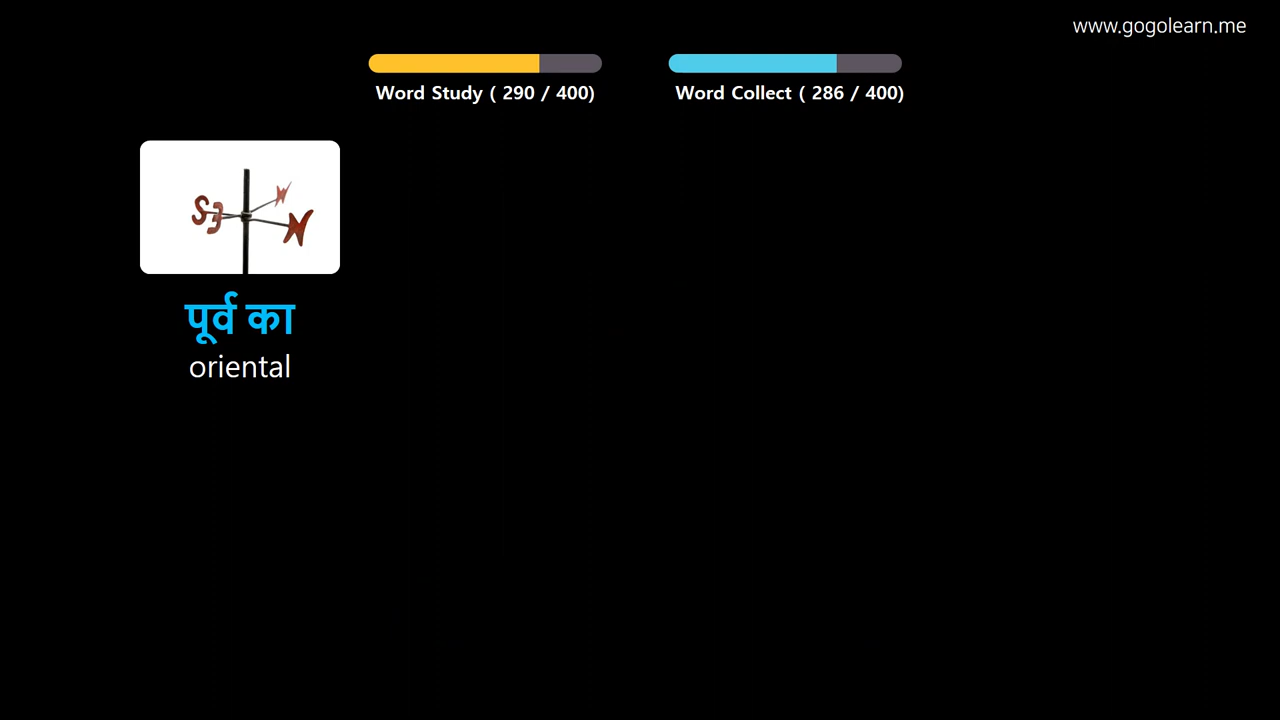 www.gogolearn.me
Word Study ( 290 / 400)
Word Collect ( 286 / 400)
S
N
पूर्व का
oriental